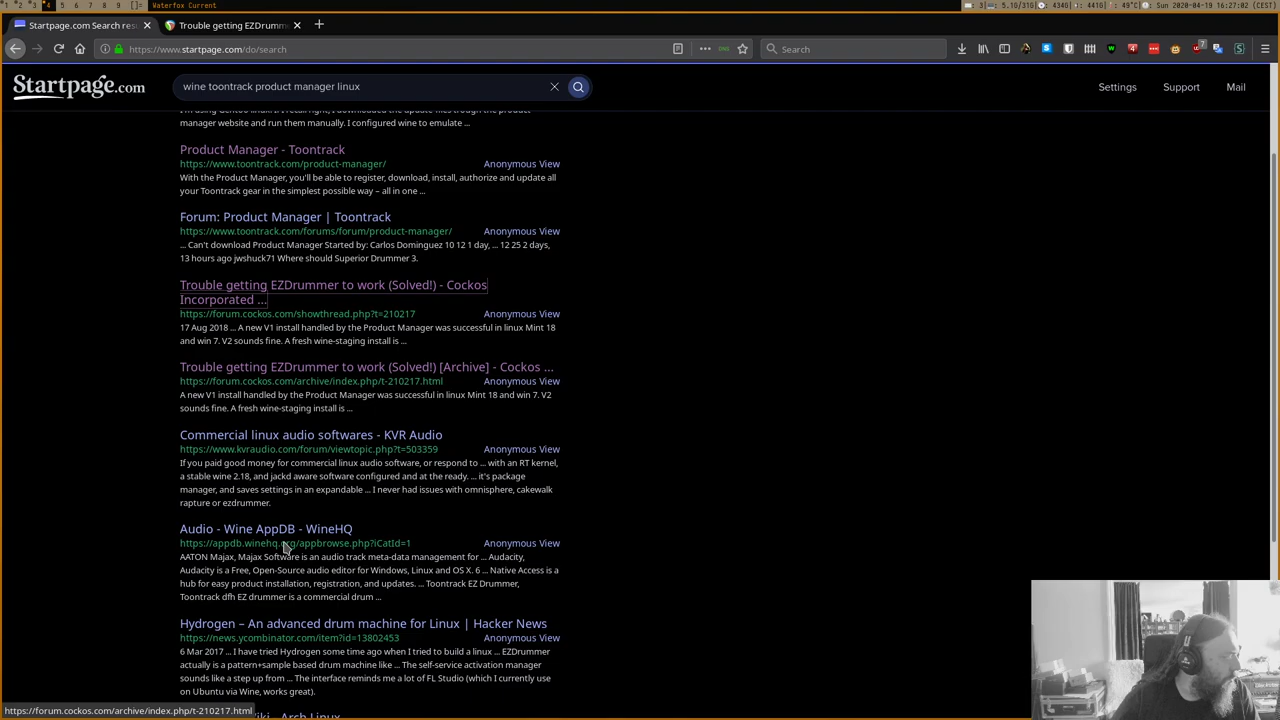 1 2 3 4 5 6 7 8 9 [] Waterfox Current
Sun 2020-04-19 16:27:02 (CEST)
Startpage.com Search resu
Trouble getting EZDrumme
https://www.startpage.com/do/search
Search
Startpage.com
wine toontrack product manager linux
Settings Support Mail
manager website and run them manually. I configured wine to emulate ...
Product Manager - Toontrack
https://www.toontrack.com/product-manager/ Anonymous View
With the Product Manager, you'll be able to register, download, install, authorize and update all
your Toontrack gear in the simplest possible way – all in one ...
Forum: Product Manager | Toontrack
https://www.toontrack.com/forums/forum/product-manager/ Anonymous View
... Can't download Product Manager Started by: Carlos Dominguez 10 12 1 day, ... 12 25 2 days,
13 hours ago jwshuck71 Where should Superior Drummer 3.
Trouble getting EZDrummer to work (Solved!) - Cockos
Incorporated ...
https://forum.cockos.com/showthread.php?t=210217 Anonymous View
17 Aug 2018 ... A new V1 install handled by the Product Manager was successful in linux Mint 18
and win 7. V2 sounds fine. A fresh wine-staging install is ...
Trouble getting EZDrummer to work (Solved!) [Archive] - Cockos ...
https://forum.cockos.com/archive/index.php/t-210217.html Anonymous View
A new V1 install handled by the Product Manager was successful in linux Mint 18 and win 7. V2
sounds fine. A fresh wine-staging install is ...
Commercial linux audio softwares - KVR Audio
https://www.kvraudio.com/forum/viewtopic.php?t=503359 Anonymous View
If you paid good money for commercial linux audio software, or respond to ... with an RT kernel,
a stable wine 2.18, and jackd aware software configured and at the ready. ... it's package
manager, and saves settings in an expandable ... I never had issues with omnisphere, cakewalk
rapture or ezdrummer.
Audio - Wine AppDB - WineHQ
https://appdb.winehq.org/appbrowse.php?iCatId=1 Anonymous View
AATON Majax, Majax Software is an audio track meta-data management for ... Audacity,
Audacity is a Free, Open-Source audio editor for Windows, Linux and OS X. 6 ... Native Access is a
hub for easy product installation, registration, and updates. ... Toontrack EZ Drummer,
Toontrack dfh EZ drummer is a commercial drum ...
Hydrogen – An advanced drum machine for Linux | Hacker News
https://news.ycombinator.com/item?id=13802453 Anonymous View
6 Mar 2017 ... I have tried Hydrogen some time ago when I tried to build a linux ... EZDrummer
actually is a pattern+sample based drum machine like ... The self-service activation manager
sounds like a step up from ... The interface reminds me a lot of FL Studio (which I currently use
on Ubuntu via Wine, works great).
https://forum.cockos.com/archive/index.php/t-210217.html